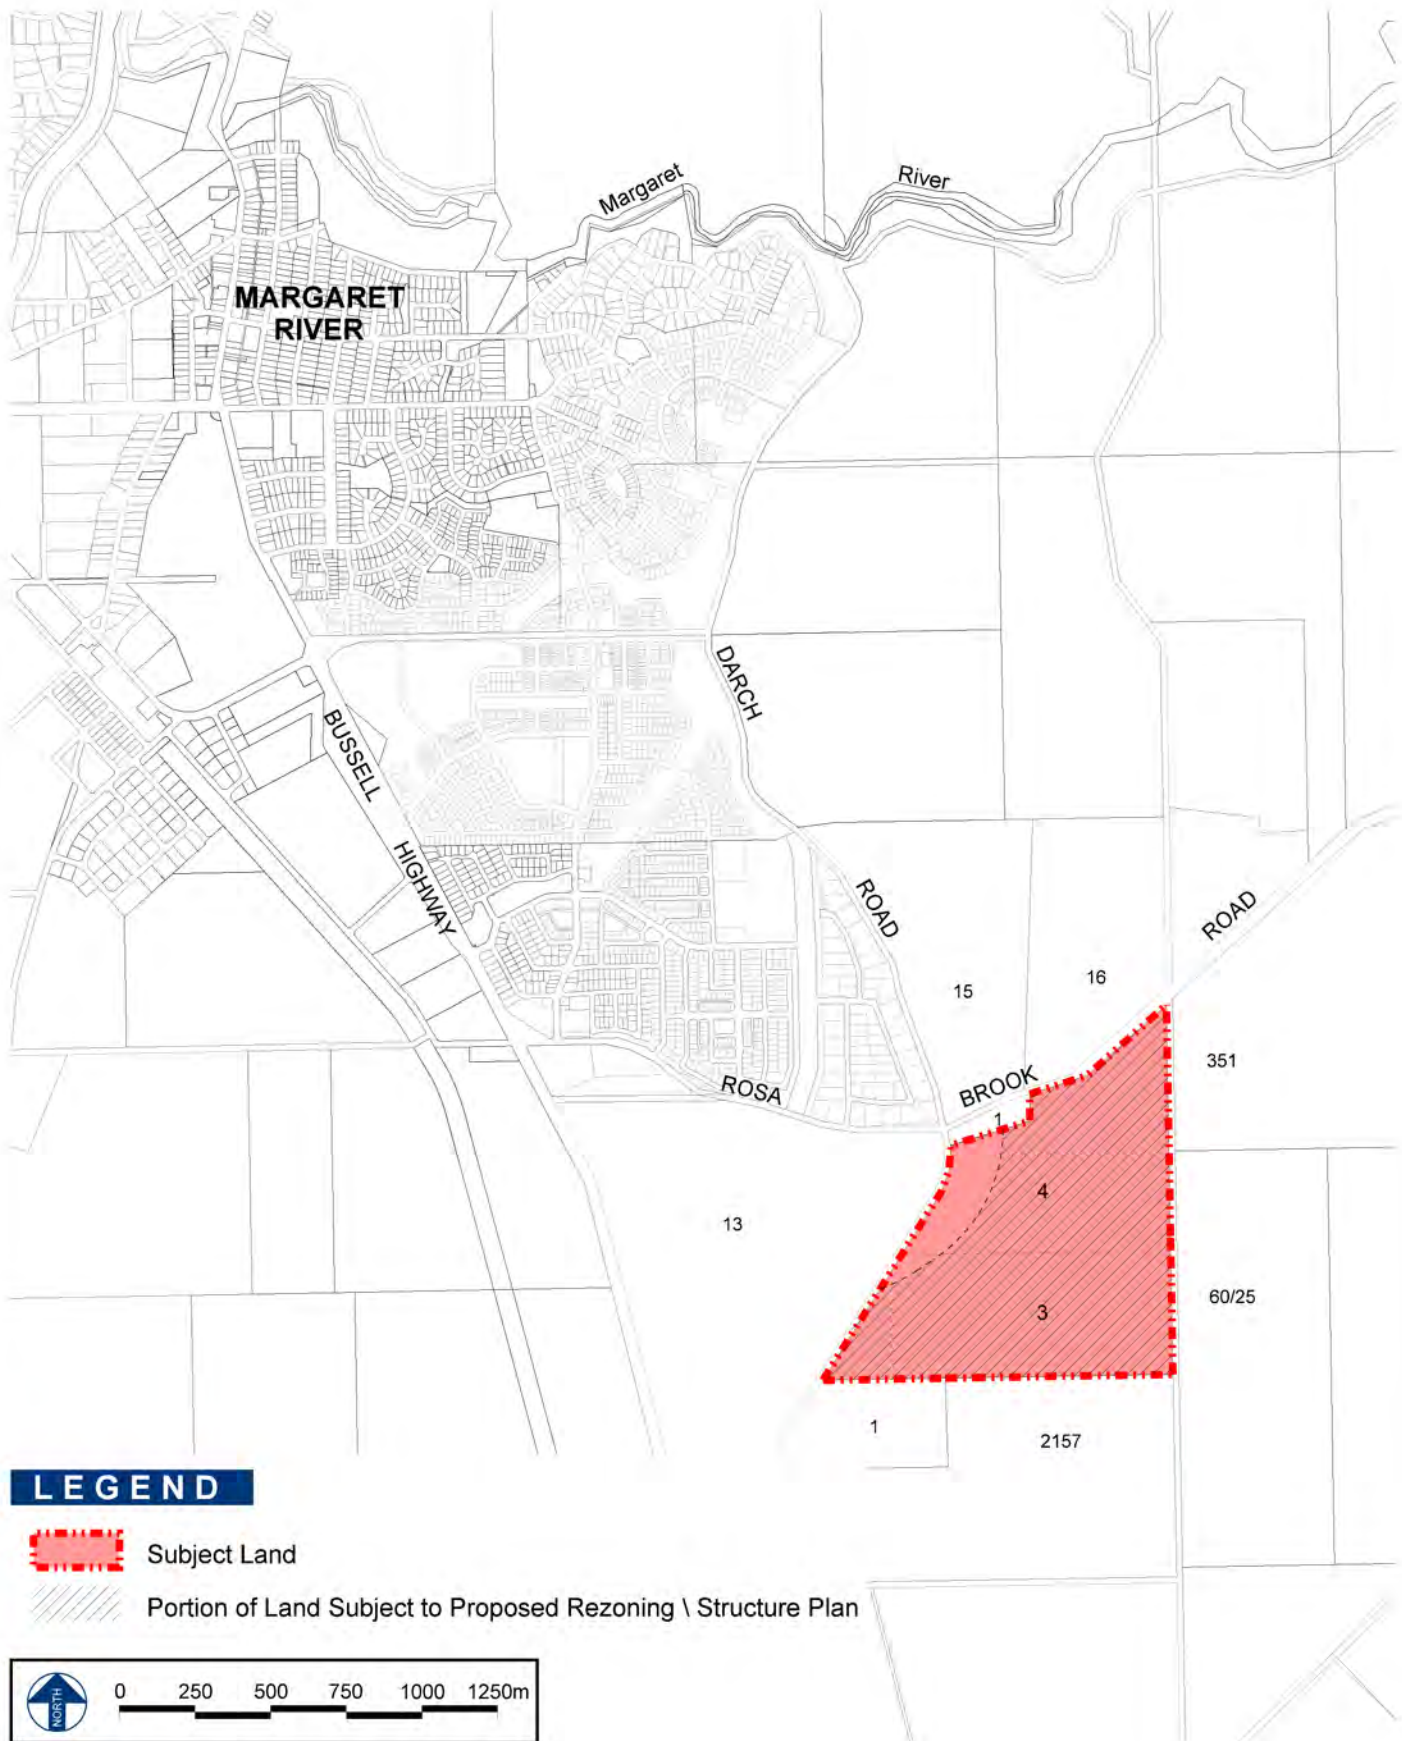 Margaret
River
MARGARET
RIVER
DARCH
BUSSELL
HIGHWAY
ROAD
ROAD
15
16
351
ROSA
BROOK
1
4
13
60/25
3
1
2157
LEGEND
Subject Land
Portion of Land Subject to Proposed Rezoning \ Structure Plan
NORTH
0 250 500 750 1000 1250m